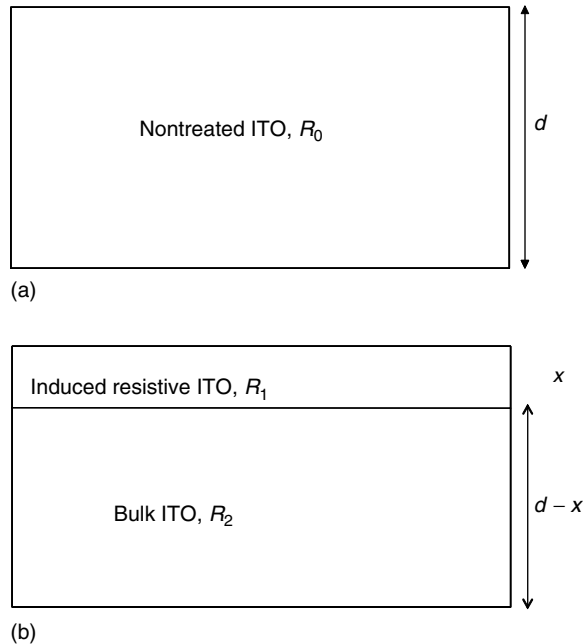 Nontreated ITO, R₀
d
(a)
Induced resistive ITO, R₁
x
Bulk ITO, R₂
d – x
(b)